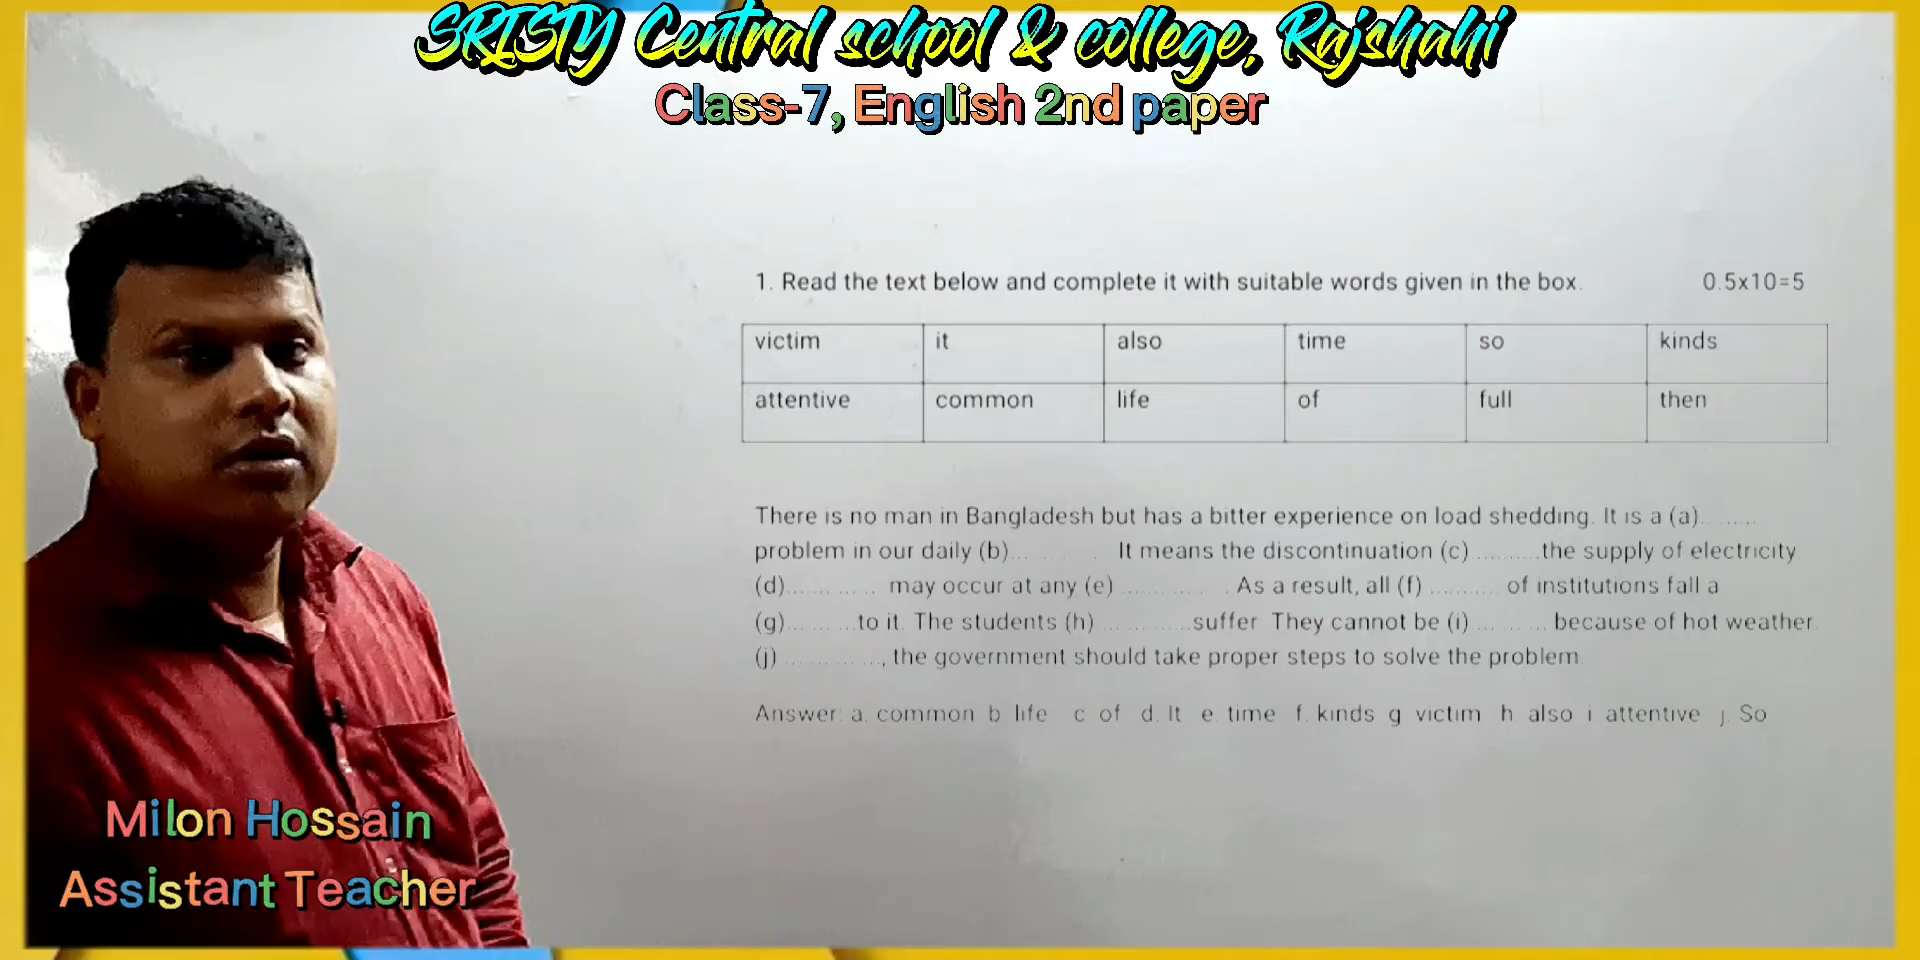 SRISTY Central school & college, Rajshahi
Class-7, English 2nd paper
1. Read the text below and complete it with suitable words given in the box. 0.5x10=5
victim it also time so kinds
attentive common life of full then
There is no man in Bangladesh but has a bitter experience on load shedding. It is a (a)........
problem in our daily (b)............ It means the discontinuation (c)...........the supply of electricity
(d)............... may occur at any (e) .............. As a result, all (f) .......... of institutions fall a
(g)............to it. The students (h) ..............suffer They cannot be (i) ........... because of hot weather.
(j) ................, the government should take proper steps to solve the problem
Answer: a. common b life c of d. It e time f. kinds g victim h also i attentive j So
Milon Hossain
Assistant Teacher